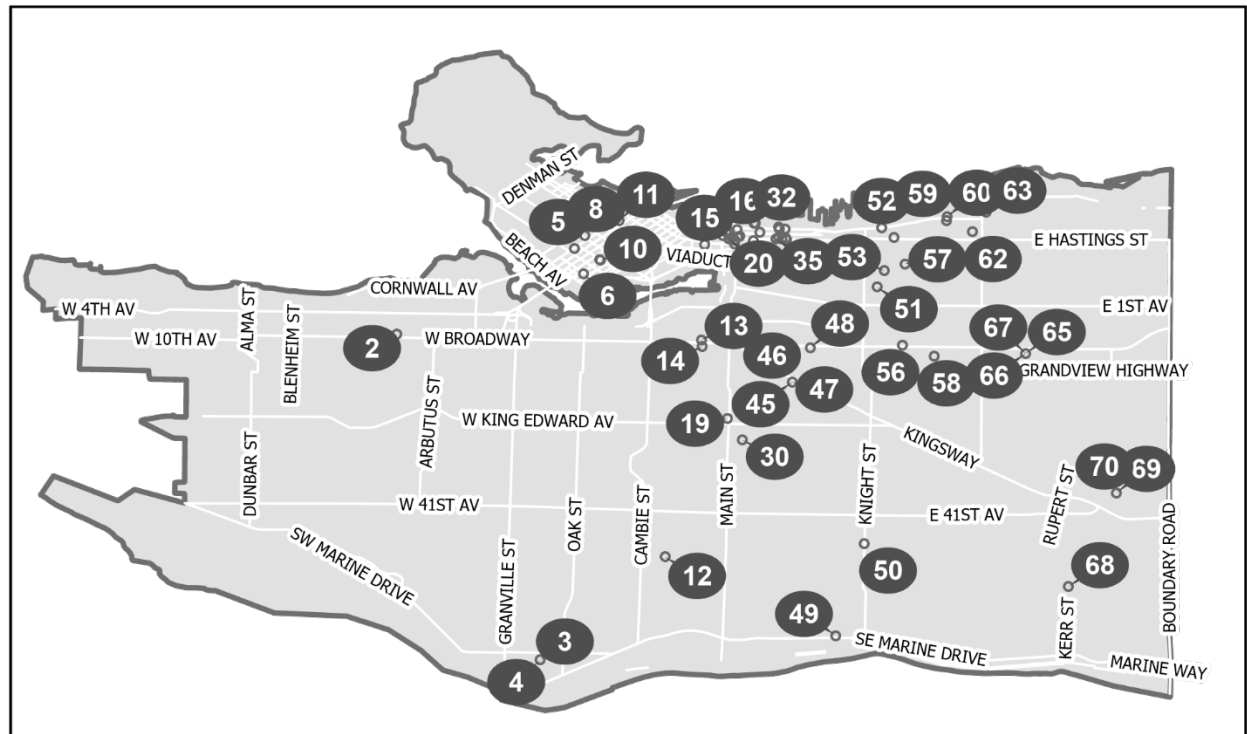 DENMAN ST
11
8
5
10
BEACH AV
6
15
16
32
VIADUCT
20
35
53
52
59
60
63
57
62
E HASTINGS ST
51
E 1ST AV
CORNWALL AV
W 4TH AV
W 10TH AV
ALMA ST
BLENHEIM ST
2
W BROADWAY
13
14
46
48
45
47
56
58
67
65
66
GRANDVIEW HIGHWAY
ARBUTUS ST
W KING EDWARD AV
19
30
KINGSWAY
DUNBAR ST
W 41ST AV
OAK ST
CAMBIE ST
MAIN ST
KNIGHT ST
E 41ST AV
RUPERT ST
70
69
BOUNDARY ROAD
SW MARINE DRIVE
GRANVILLE ST
12
50
68
KERR ST
49
3
4
SE MARINE DRIVE
MARINE WAY